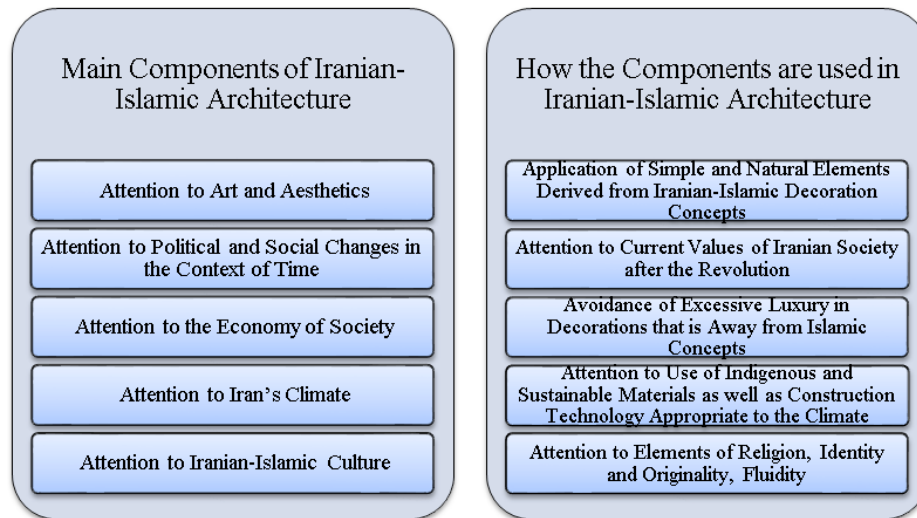 Main Components of Iranian-
Islamic Architecture
Attention to Art and Aesthetics
Attention to Political and Social Changes in
the Context of Time
Attention to the Economy of Society
Attention to Iran's Climate
Attention to Iranian-Islamic Culture
How the Components are used in
Iranian-Islamic Architecture
Application of Simple and Natural Elements
Derived from Iranian-Islamic Decoration
Concepts
Attention to Current Values of Iranian Society
after the Revolution
Avoidance of Excessive Luxury in
Decorations that is Away from Islamic
Concepts
Attention to Use of Indigenous and
Sustainable Materials as well as Construction
Technology Appropriate to the Climate
Attention to Elements of Religion, Identity
and Originality, Fluidity